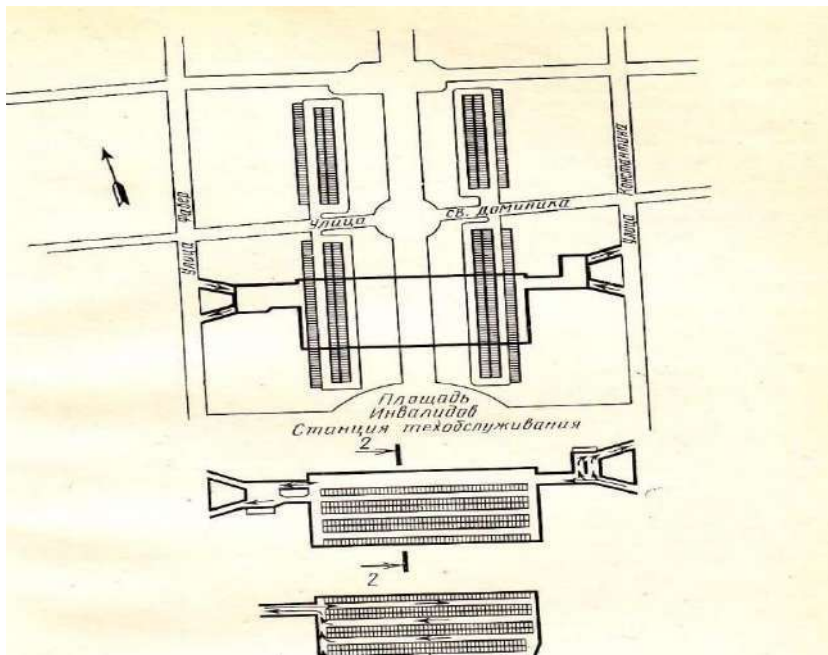 Улица Фабер
Улица
св. Доминика
Улица Константина
Площадь
Инвалидов
Станция техобслуживания
2
2